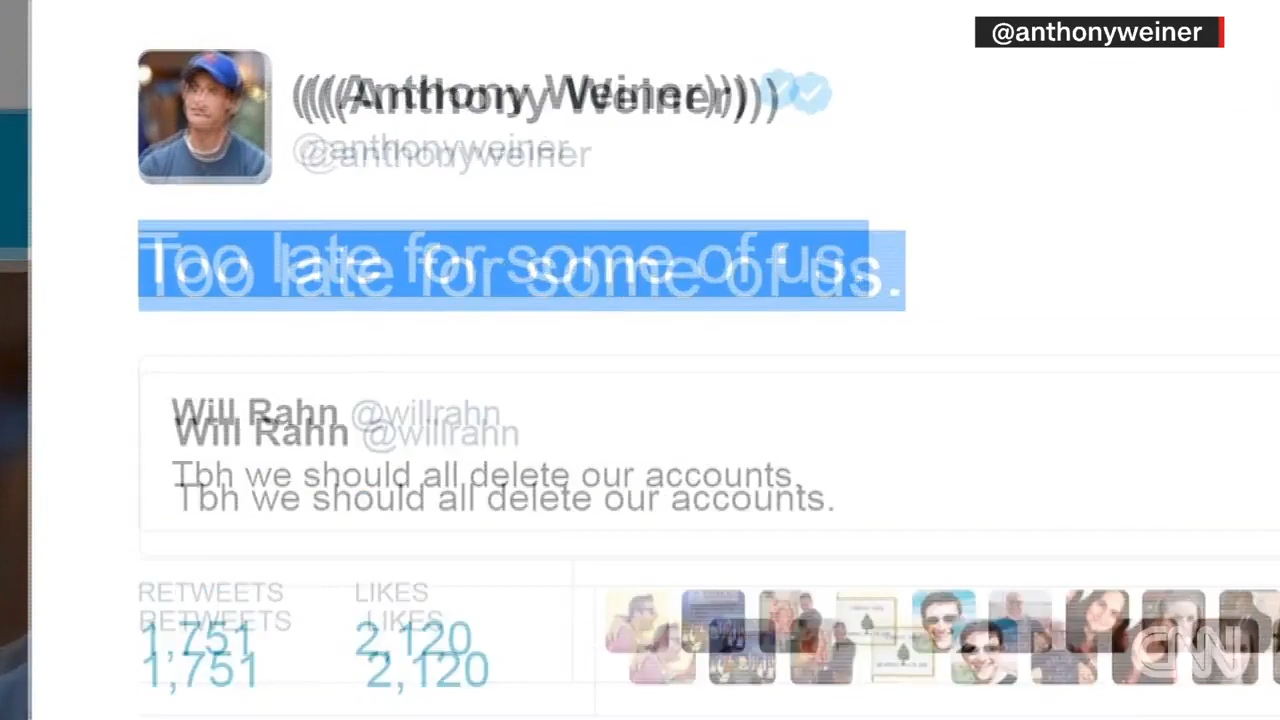 @anthonyweiner
((((Anthony Weiner))))
@anthonyweiner
Too late for some of us.
Will Rahn @willrahn
Tbh we should all delete our accounts.
RETWEETS LIKES
1,751 2,120
CNN